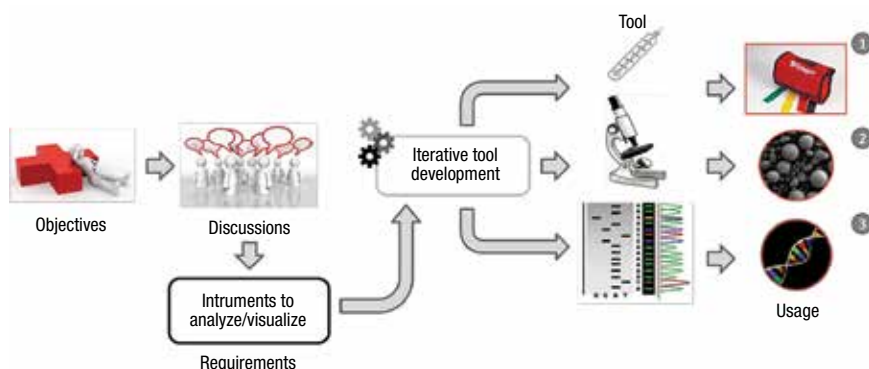 Tool
1
Iterative tool
development
2
Objectives
Discussions
3
Intruments to
analyze/visualize
Usage
Requirements